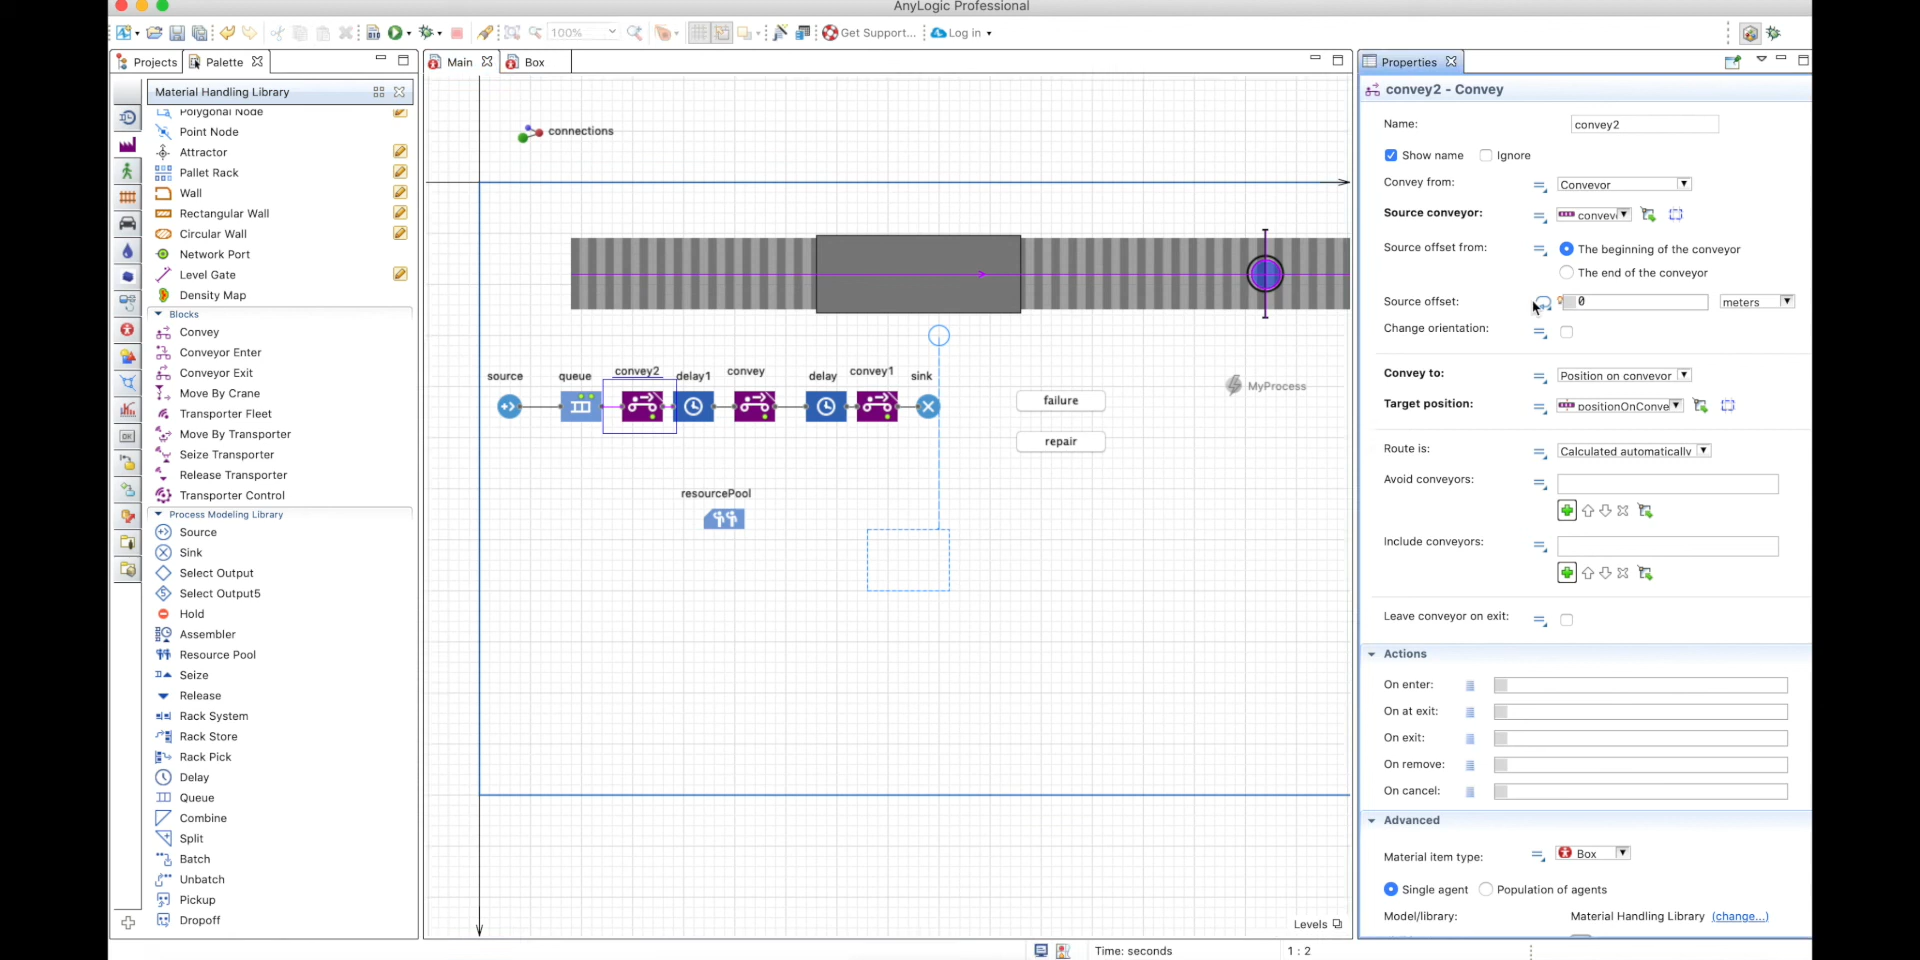 AnyLogic Professional
100%
Get Support...
Log in
Projects
Palette
Main
Box
Properties
Material Handling Library
Polygonal Node
Point Node
Attractor
Pallet Rack
Wall
Rectangular Wall
Circular Wall
Network Port
Level Gate
Density Map
Blocks
Convey
Conveyor Enter
Conveyor Exit
Move By Crane
Transporter Fleet
Move By Transporter
Seize Transporter
Release Transporter
Transporter Control
Process Modeling Library
Source
Sink
Select Output
Select Output5
Hold
Assembler
Resource Pool
Seize
Release
Rack System
Rack Store
Rack Pick
Delay
Queue
Combine
Split
Batch
Unbatch
Pickup
Dropoff
connections
source
queue
convey2
delay1
convey
delay
convey1
sink
failure
repair
MyProcess
resourcePool
Levels
convey2 - Convey
Name:
convey2
Show name
Ignore
Convey from:
Conveyor
Source conveyor:
Source offset from:
The beginning of the conveyor
The end of the conveyor
Source offset:
0
meters
Change orientation:
Convey to:
Position on conveyor
Target position:
positionOnConve
Route is:
Calculated automatically
Avoid conveyors:
Include conveyors:
Leave conveyor on exit:
Actions
On enter:
On at exit:
On exit:
On remove:
On cancel:
Advanced
Material item type:
Box
Single agent
Population of agents
Model/library:
Material Handling Library
(change...)
Time: seconds
1 : 2